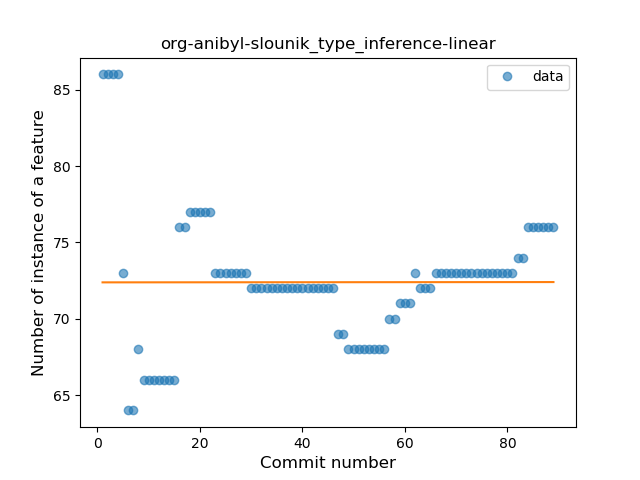 org-anibyl-slounik_type_inference-linear
data
Number of instance of a feature
85
80
75
70
65
0 20 40 60 80
Commit number